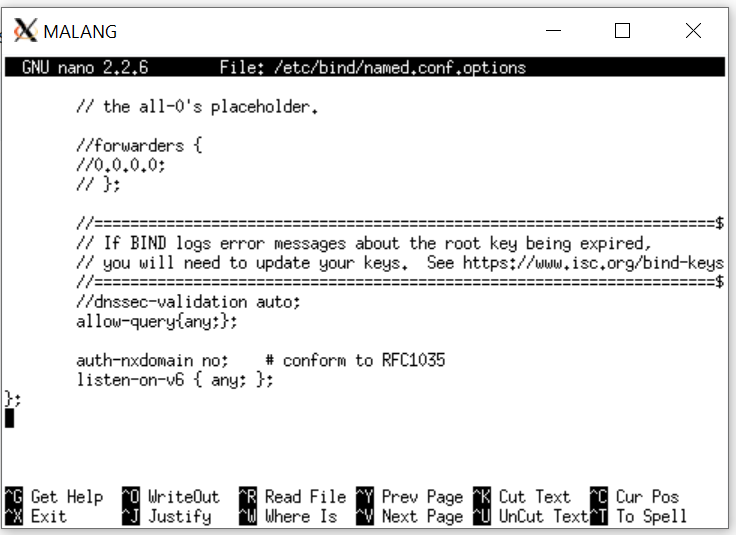 MALANG
GNU nano 2.2.6 File: /etc/bind/named.conf.options
// the all-0's placeholder.
//forwarders {
//0.0.0.0;
// };
//=====================================================================$
// If BIND logs error messages about the root key being expired,
// you will need to update your keys. See https://www.isc.org/bind-keys
//=====================================================================$
//dnssec-validation auto;
allow-query{any;};
auth-nxdomain no; # conform to RFC1035
listen-on-v6 { any; };
};
^G Get Help ^O WriteOut ^R Read File ^Y Prev Page ^K Cut Text ^C Cur Pos
^X Exit ^J Justify ^W Where Is ^V Next Page ^U UnCut Text ^T To Spell